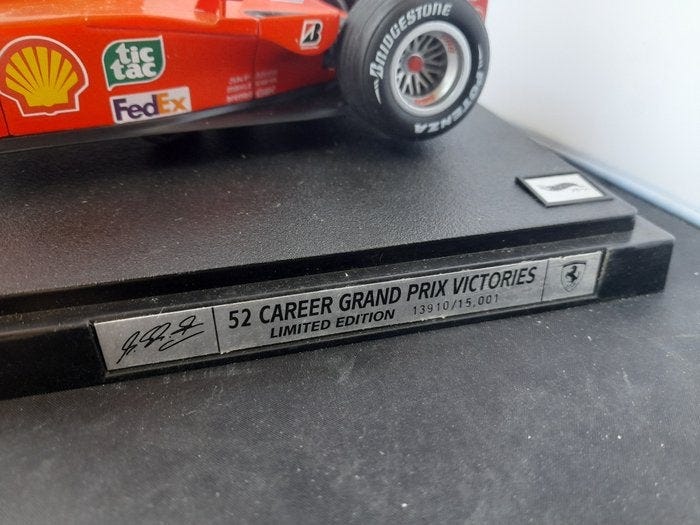 BRIDGESTONE
POTENZA
tic
tac
FedEx
52 CAREER GRAND PRIX VICTORIES
LIMITED EDITION 13910/15,001